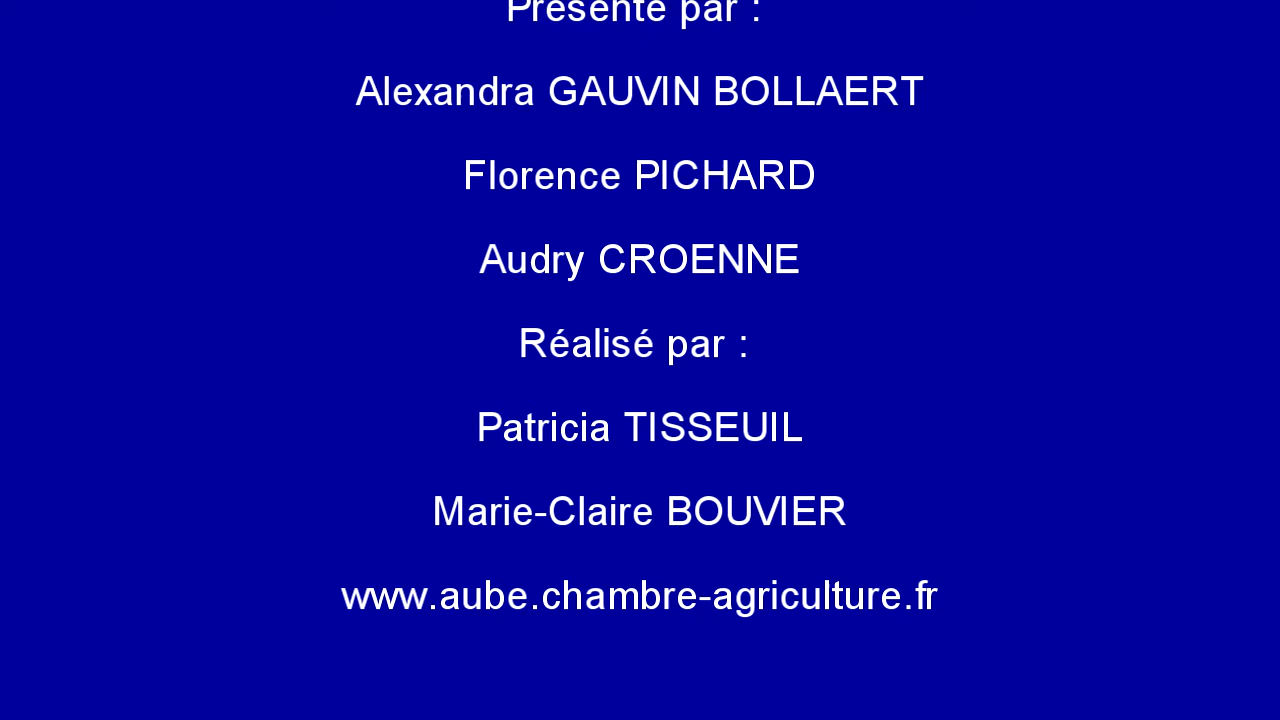 Présenté par :
Alexandra GAUVIN BOLLAERT
Florence PICHARD
Audry CROENNE
Réalisé par :
Patricia TISSEUIL
Marie-Claire BOUVIER
www.aube.chambre-agriculture.fr